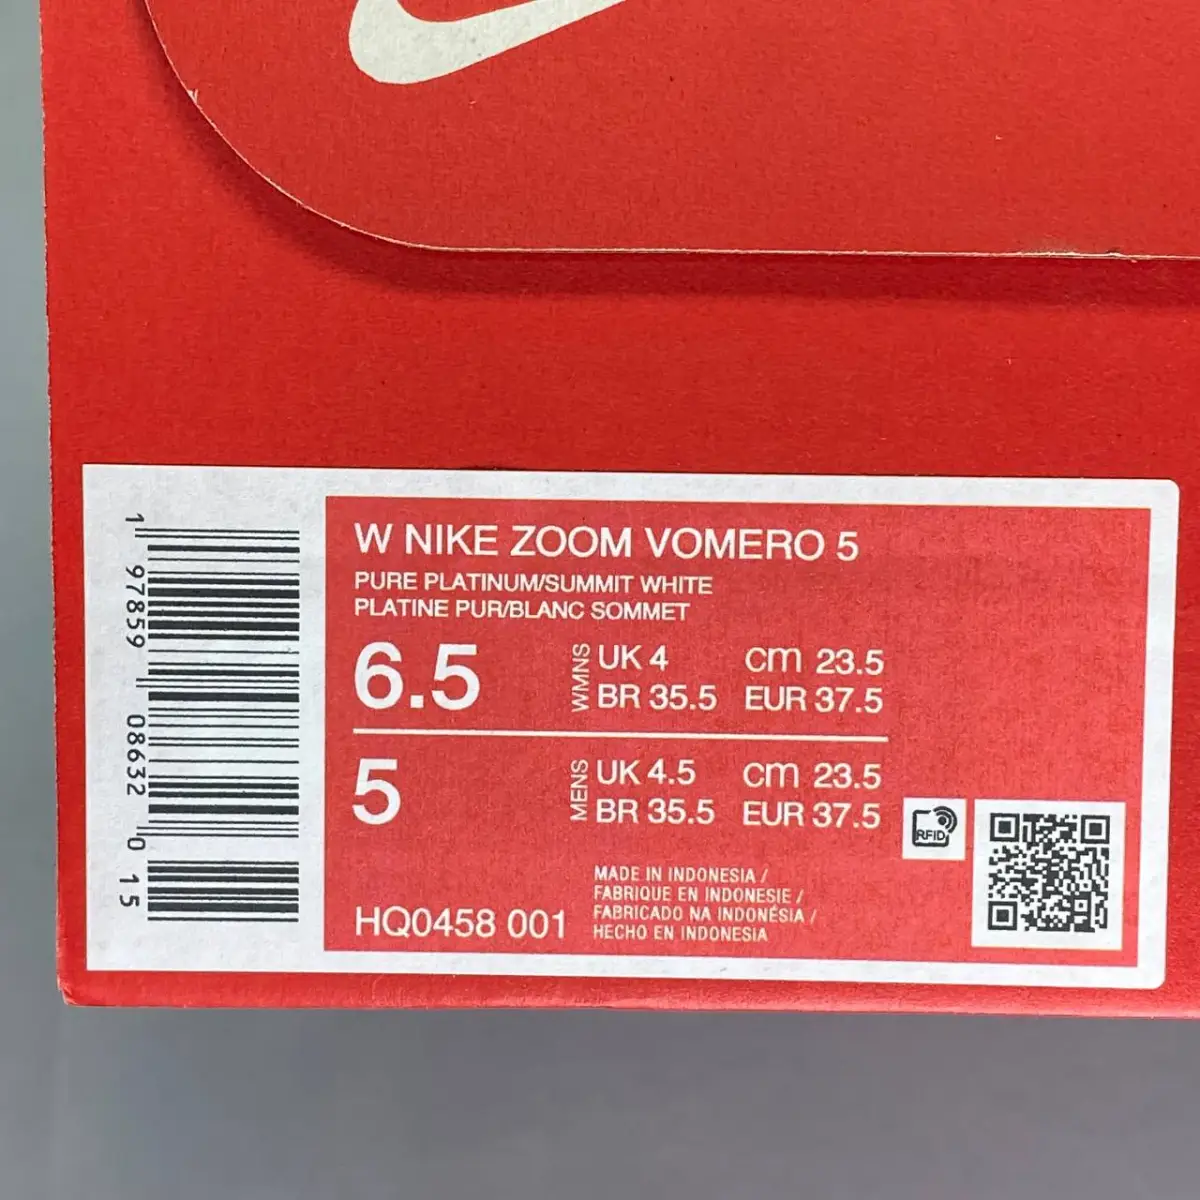 1 97859 08632 0 15
W NIKE ZOOM VOMERO 5
PURE PLATINUM/SUMMIT WHITE
PLATINE PUR/BLANC SOMMET
6.5 WMNS UK 4 cm 23.5
BR 35.5 EUR 37.5
5 MENS UK 4.5 cm 23.5
BR 35.5 EUR 37.5
RFID
MADE IN INDONESIA /
FABRIQUE EN INDONESIE /
FABRICADO NA INDONÉSIA /
HECHO EN INDONESIA
HQ0458 001